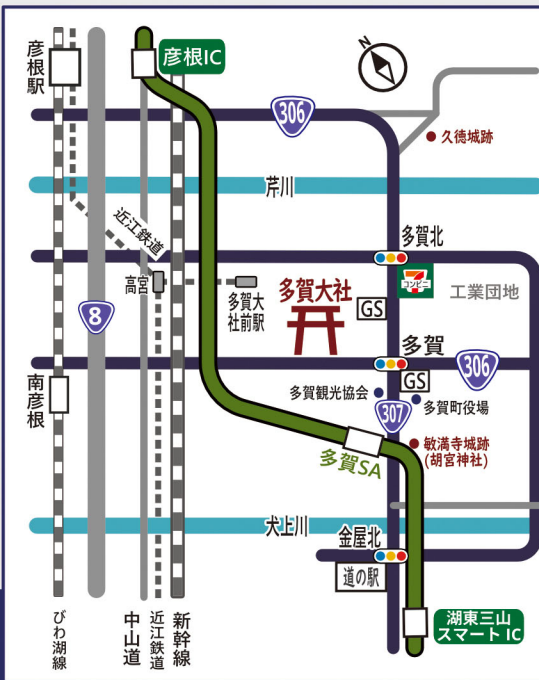 N
彦根駅
彦根IC
306
久徳城跡
芹川
近江鉄道
多賀北
高宮
多賀大
社前駅
多賀大社
7
コンビニ
工業団地
GS
8
多賀
306
GS
南彦根
多賀観光協会
307
多賀町役場
敏満寺城跡
(胡宮神社)
多賀SA
犬上川
金屋北
道の駅
湖東三山
スマート IC
びわ湖線
中山道
近江鉄道
新幹線